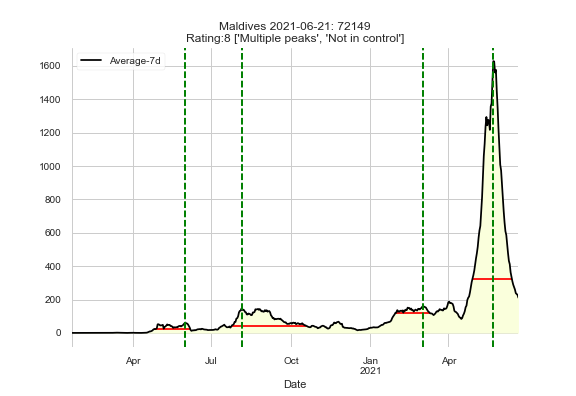 Maldives 2021-06-21: 72149
Rating:8 ['Multiple peaks', 'Not in control']
Average-7d
1600
1400
1200
1000
800
600
400
200
0
Apr
Jul
Oct
Jan
2021
Apr
Date